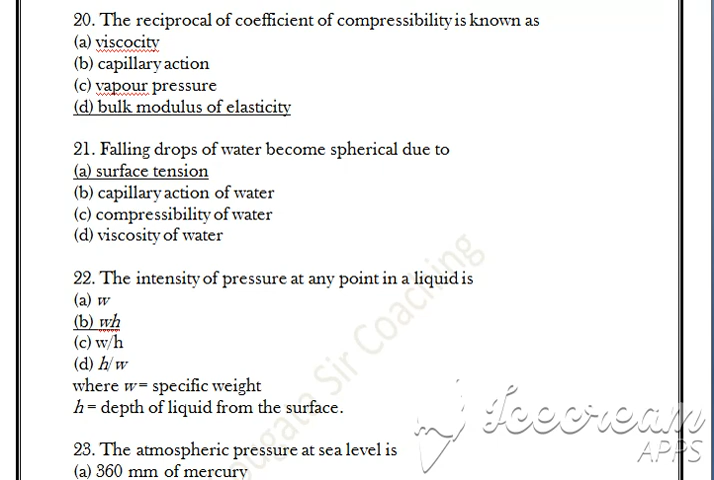 20. The reciprocal of coefficient of compressibility is known as
(a) viscocity
(b) capillary action
(c) vapour pressure
(d) bulk modulus of elasticity
21. Falling drops of water become spherical due to
(a) surface tension
(b) capillary action of water
(c) compressibility of water
(d) viscosity of water
22. The intensity of pressure at any point in a liquid is
(a) w
(b) wh
(c) w/h
(d) h/w
where w = specific weight
h = depth of liquid from the surface.
23. The atmospheric pressure at sea level is
(a) 360 mm of mercury
Sir Coaching
Icecream
APPS